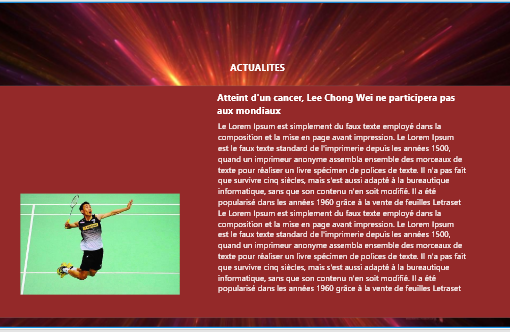 ACTUALITES
Atteint d'un cancer, Lee Chong Wei ne participera pas
aux mondiaux
Le Lorem Ipsum est simplement du faux texte employé dans la
composition et la mise en page avant impression. Le Lorem Ipsum
est le faux texte standard de l'imprimerie depuis les années 1500,
quand un imprimeur anonyme assembla ensemble des morceaux de
texte pour réaliser un livre spécimen de polices de texte. Il n'a pas fait
que survivre cinq siècles, mais s'est aussi adapté à la bureautique
informatique, sans que son contenu n'en soit modifié. Il a été
popularisé dans les années 1960 grâce à la vente de feuilles Letraset
Le Lorem Ipsum est simplement du faux texte employé dans la
composition et la mise en page avant impression. Le Lorem Ipsum
est le faux texte standard de l'imprimerie depuis les années 1500,
quand un imprimeur anonyme assembla ensemble des morceaux de
texte pour réaliser un livre spécimen de polices de texte. Il n'a pas fait
que survivre cinq siècles, mais s'est aussi adapté à la bureautique
informatique, sans que son contenu n'en soit modifié. Il a été
popularisé dans les années 1960 grâce à la vente de feuilles Letraset